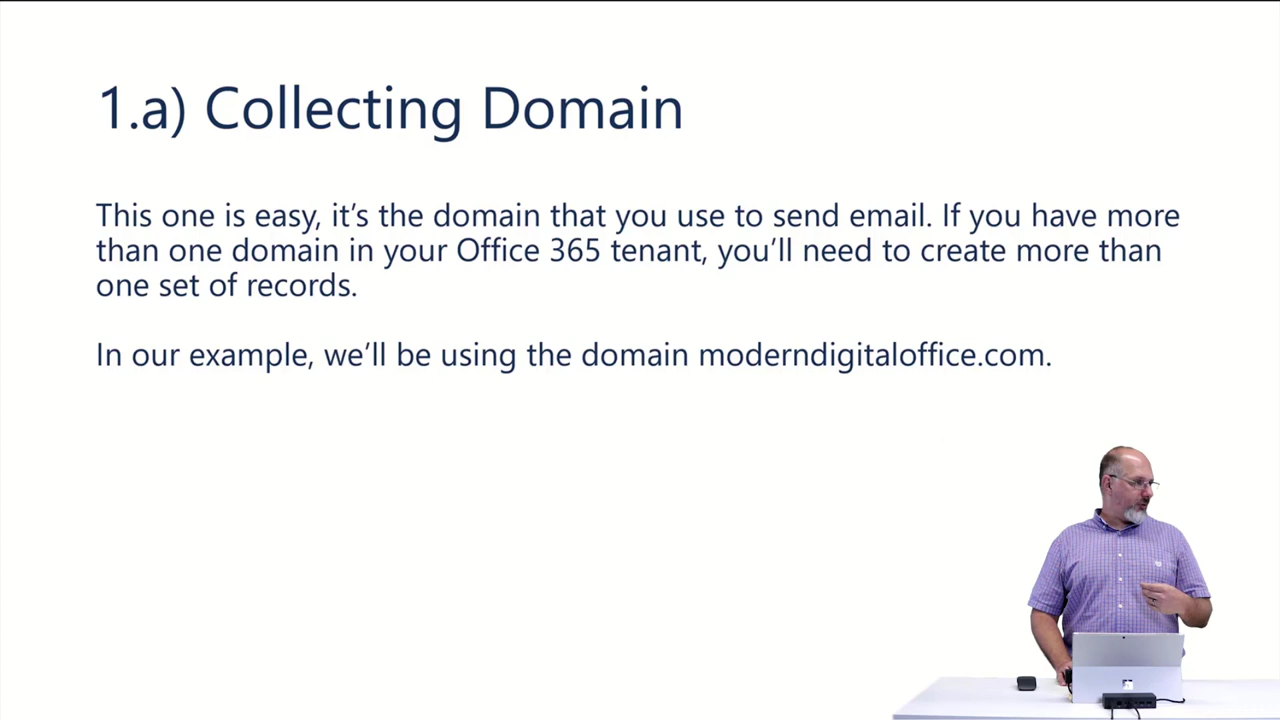 1.a) Collecting Domain
This one is easy, it’s the domain that you use to send email. If you have more
than one domain in your Office 365 tenant, you’ll need to create more than
one set of records.
In our example, we’ll be using the domain moderndigitaloffice.com.